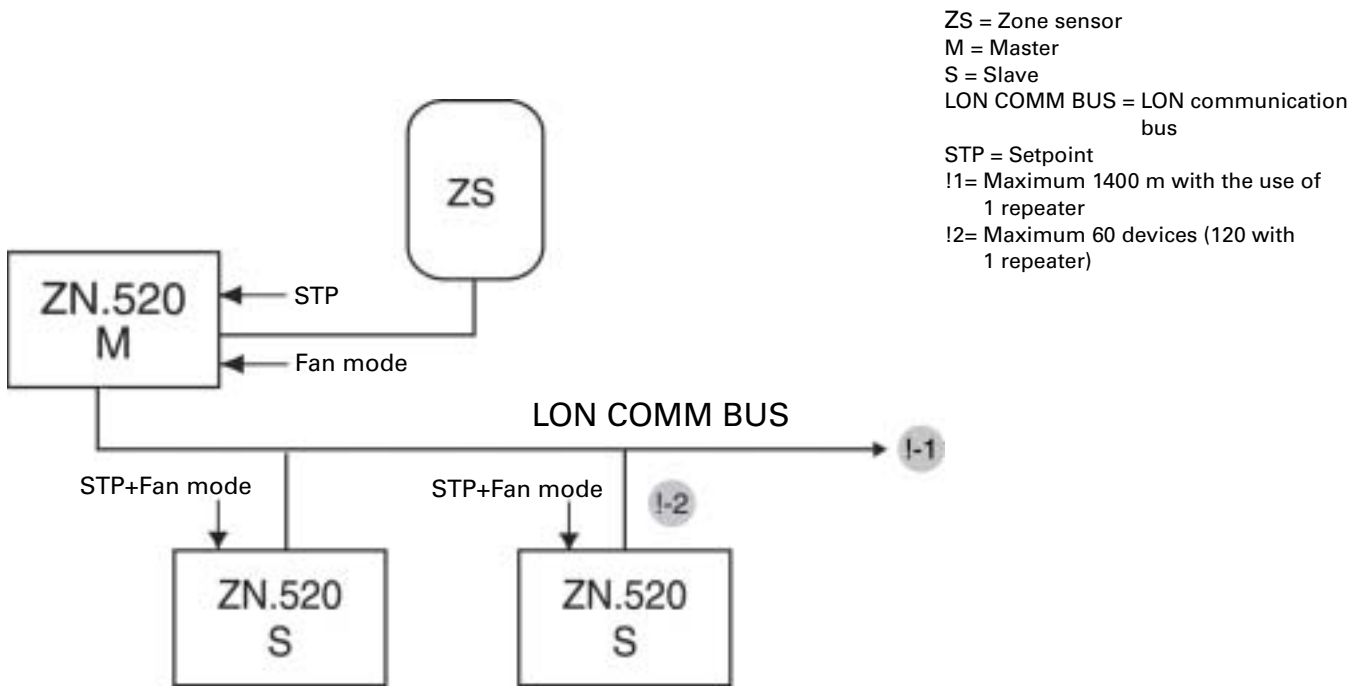 ZS = Zone sensor
M = Master
S = Slave
LON COMM BUS = LON communication
bus
STP = Setpoint
!1= Maximum 1400 m with the use of
1 repeater
!2= Maximum 60 devices (120 with
1 repeater)
ZS
ZN.520
M
STP
Fan mode
LON COMM BUS
!-1
STP+Fan mode
STP+Fan mode
!-2
ZN.520
S
ZN.520
S